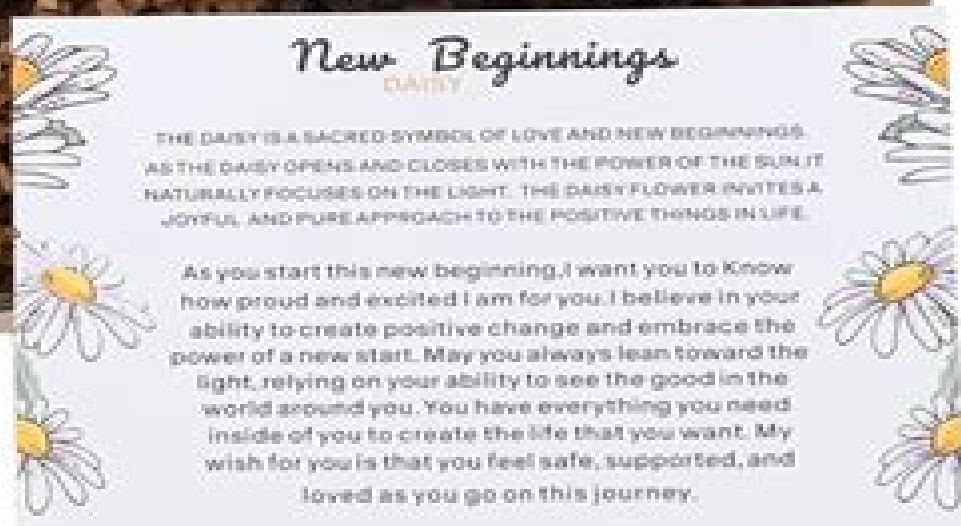 New Beginnings
DAISY
THE DAISY IS A SACRED SYMBOL OF LOVE AND NEW BEGINNINGS.
AS THE DAISY OPENS AND CLOSES WITH THE POWER OF THE SUN,IT
NATURALLY FOCUSES ON THE LIGHT. THE DAISY FLOWER INVITES A
JOYFUL AND PURE APPROACH TO THE POSITIVE THINGS IN LIFE.
As you start this new beginning,I want you to Know
how proud and excited I am for you.I believe in your
ability to create positive change and embrace the
power of a new start. May you always lean toward the
light,relying on your ability to see the good in the
world around you.You have everything you need
inside of you to create the life that you want. My
wish for you is that you feel safe, supported, and
loved as you go on this journey.